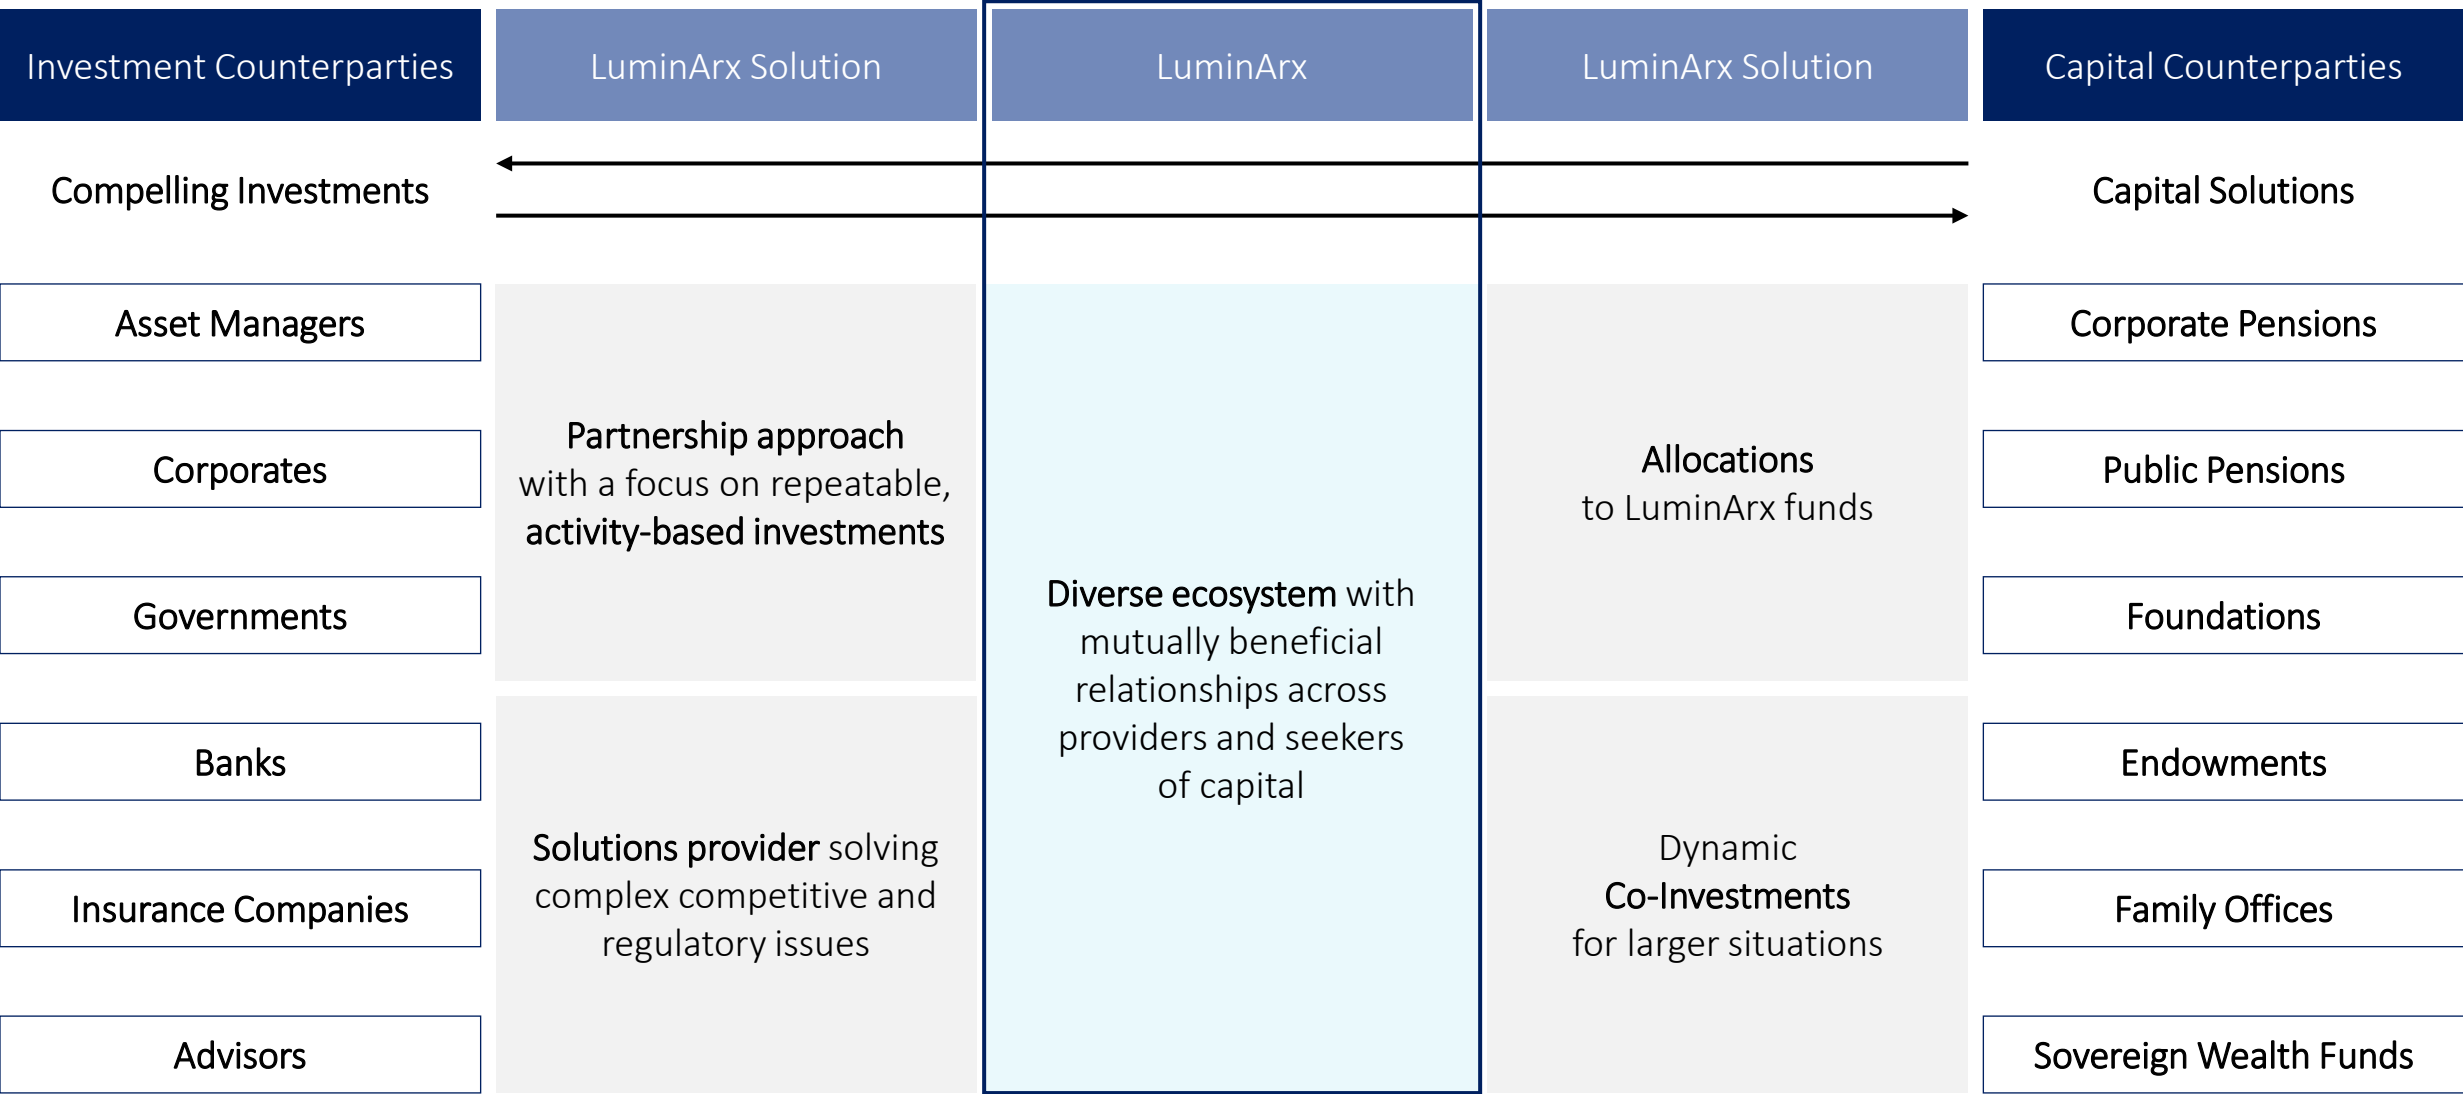 Investment Counterparties
LuminArx Solution
LuminArx
LuminArx Solution
Capital Counterparties
Compelling Investments
Capital Solutions
Asset Managers
Corporates
Governments
Banks
Insurance Companies
Advisors
Partnership approach
with a focus on repeatable,
activity-based investments
Solutions provider solving
complex competitive and
regulatory issues
Diverse ecosystem with
mutually beneficial
relationships across
providers and seekers
of capital
Allocations
to LuminArx funds
Dynamic
Co-Investments
for larger situations
Corporate Pensions
Public Pensions
Foundations
Endowments
Family Offices
Sovereign Wealth Funds